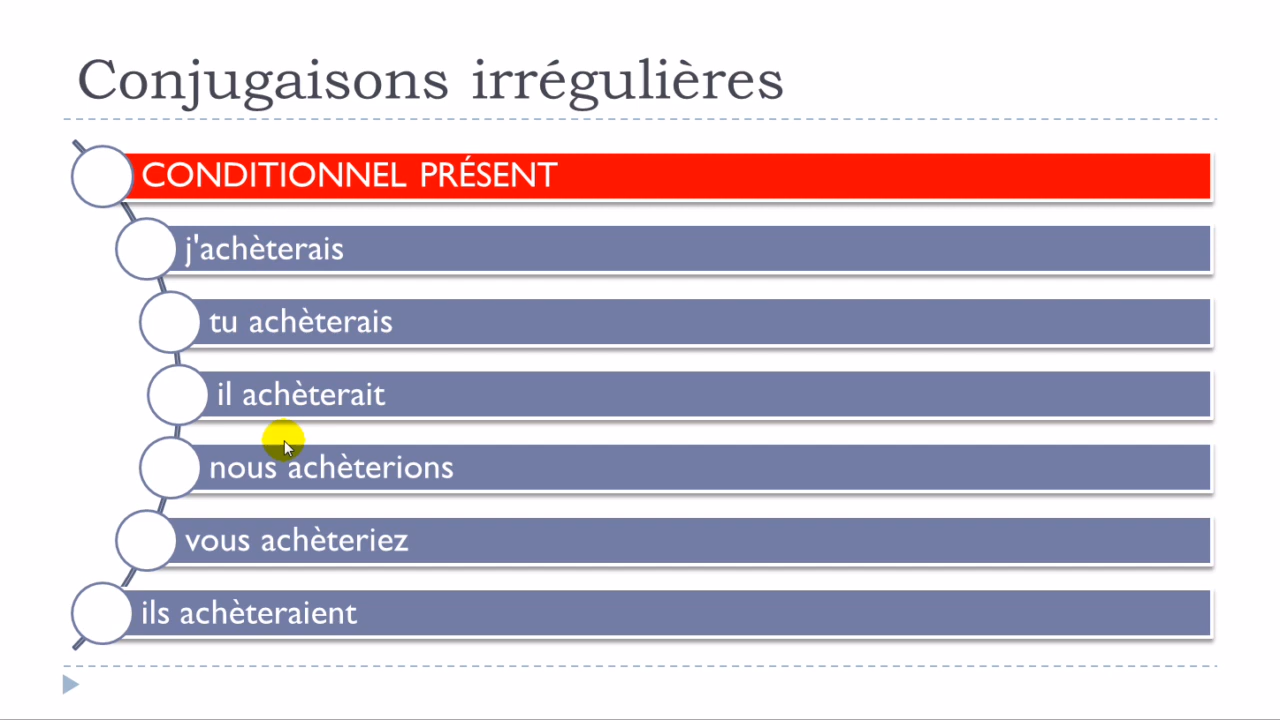 Conjugaisons irrégulières
CONDITIONNEL PRÉSENT
j'achèterais
tu achèterais
il achèterait
nous achèterions
vous achèteriez
ils achèteraient